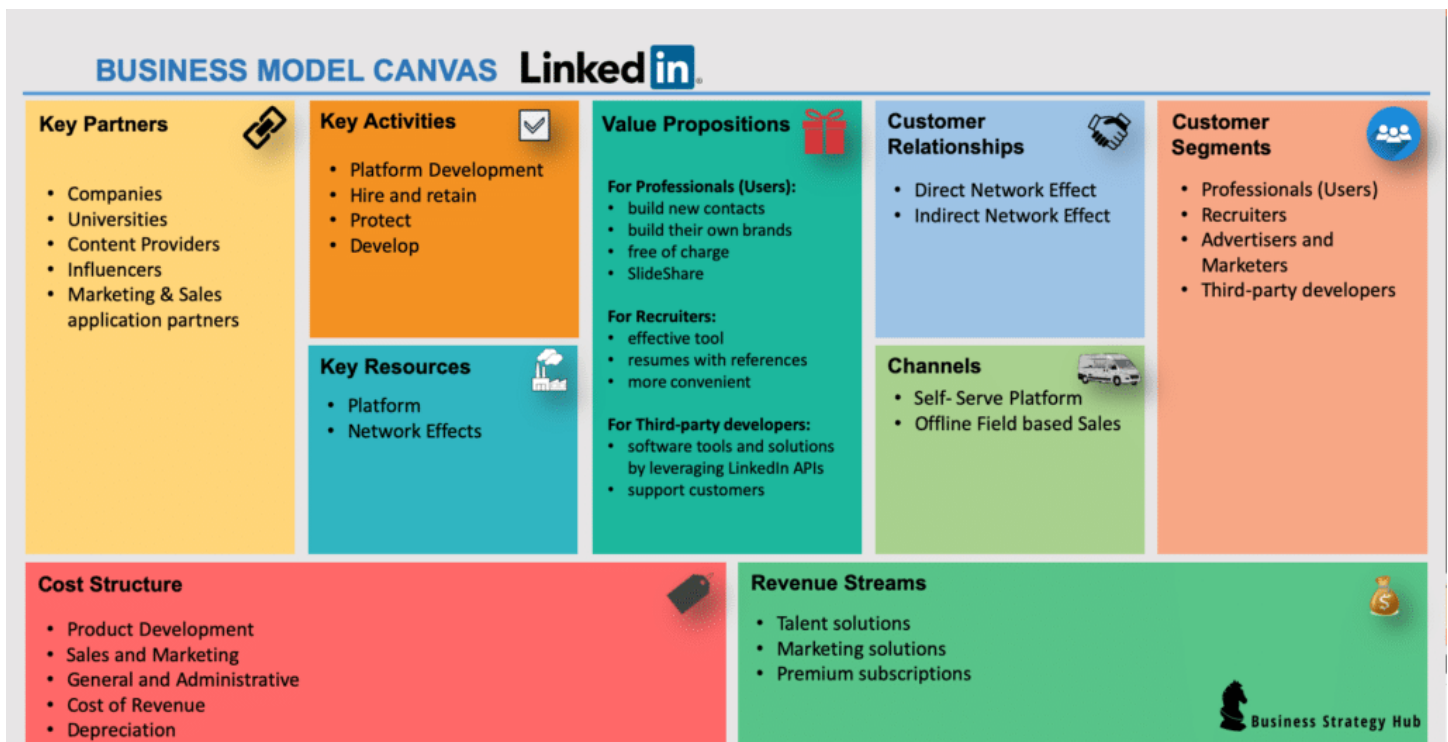 BUSINESS MODEL CANVAS Linked in
Key Partners
• Companies
• Universities
• Content Providers
• Influencers
• Marketing & Sales
application partners
Key Activities
• Platform Development
• Hire and retain
• Protect
• Develop
Key Resources
• Platform
• Network Effects
Value Propositions
For Professionals (Users):
• build new contacts
• build their own brands
• free of charge
• SlideShare
For Recruiters:
• effective tool
• resumes with references
• more convenient
For Third-party developers:
• software tools and solutions
by leveraging LinkedIn APIs
• support customers
Customer
Relationships
• Direct Network Effect
• Indirect Network Effect
Channels
• Self- Serve Platform
• Offline Field based Sales
Customer
Segments
• Professionals (Users)
• Recruiters
• Advertisers and
Marketers
• Third-party developers
Cost Structure
• Product Development
• Sales and Marketing
• General and Administrative
• Cost of Revenue
• Depreciation
Revenue Streams
• Talent solutions
• Marketing solutions
• Premium subscriptions
Business Strategy Hub